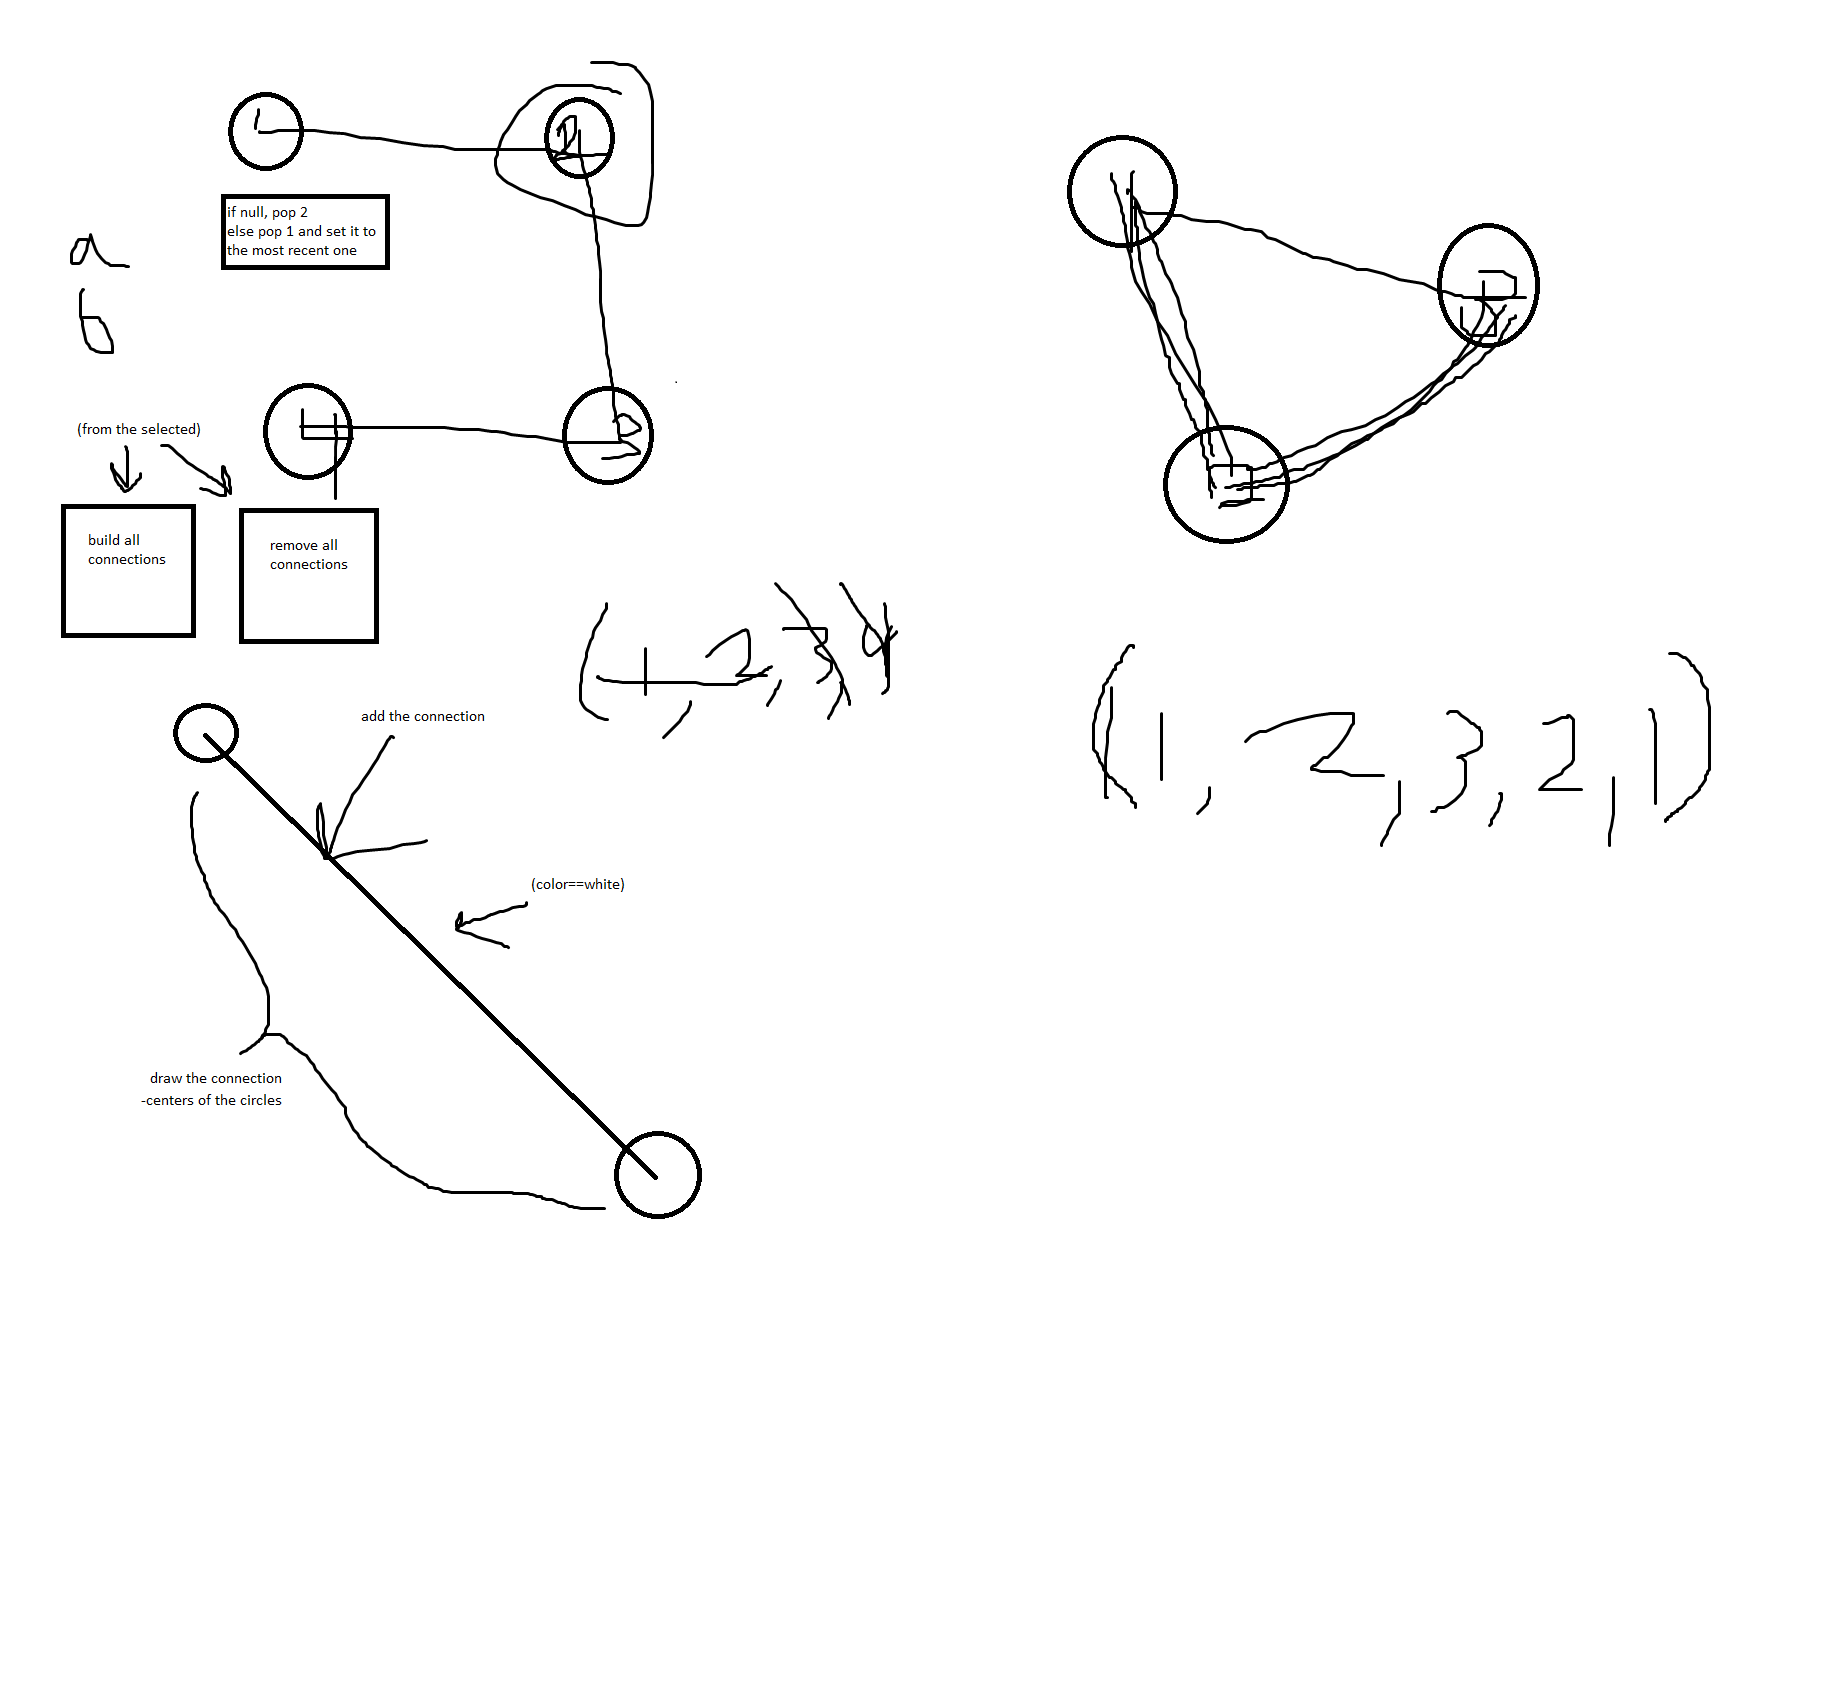 1
2
if null, pop 2
else pop 1 and set it to
the most recent one
a
b
(from the selected)
4
3
build all
connections
remove all
connections
1
2
(1, 2, 3, 4
(1, 2, 3, 2, 1)
add the connection
(color==white)
draw the connection
-centers of the circles